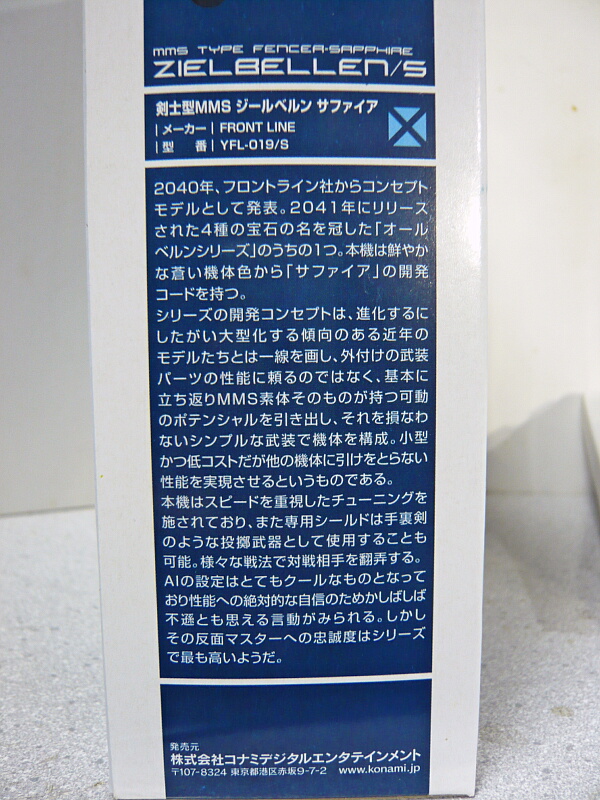 MMS TYPE FENCER-SAPPHIRE
ZIELBELLEN/S
剣士型MMS ジールベルン サファイア
|メーカー| FRONT LINE
|型　番| YFL-019/S
2040年、フロントライン社からコンセプト
モデルとして発表。2041年にリリース
された4種の宝石の名を冠した「オール
ベルンシリーズ」のうちの1つ。本機は鮮やか
な蒼い機体色から「サファイア」の開発
コードを持つ。
シリーズの開発コンセプトは、進化するに
したがい大型化する傾向のある近年の
モデルたちとは一線を画し、外付けの武装
パーツの性能に頼るのではなく、基本に
立ち返りMMS素体そのものが持つ可動
のポテンシャルを引き出し、それを損なわ
ないシンプルな武装で機体を構成。小型
かつ低コストだが他の機体に引けをとらない
性能を実現させるというものである。
本機はスピードを重視したチューニングを
施されており、また専用シールドは手裏剣
のような投擲武器として使用することも
可能。様々な戦法で対戦相手を翻弄する。
AIの設定はとてもクールなものとなって
おり性能への絶対的な自信のためかしばしば
不遜とも思える言動がみられる。しかし
その反面マスターへの忠誠度はシリーズ
で最も高いようだ。
発売元
株式会社コナミデジタルエンタテインメント
〒107-8324 東京都港区赤坂9-7-2 www.konami.jp